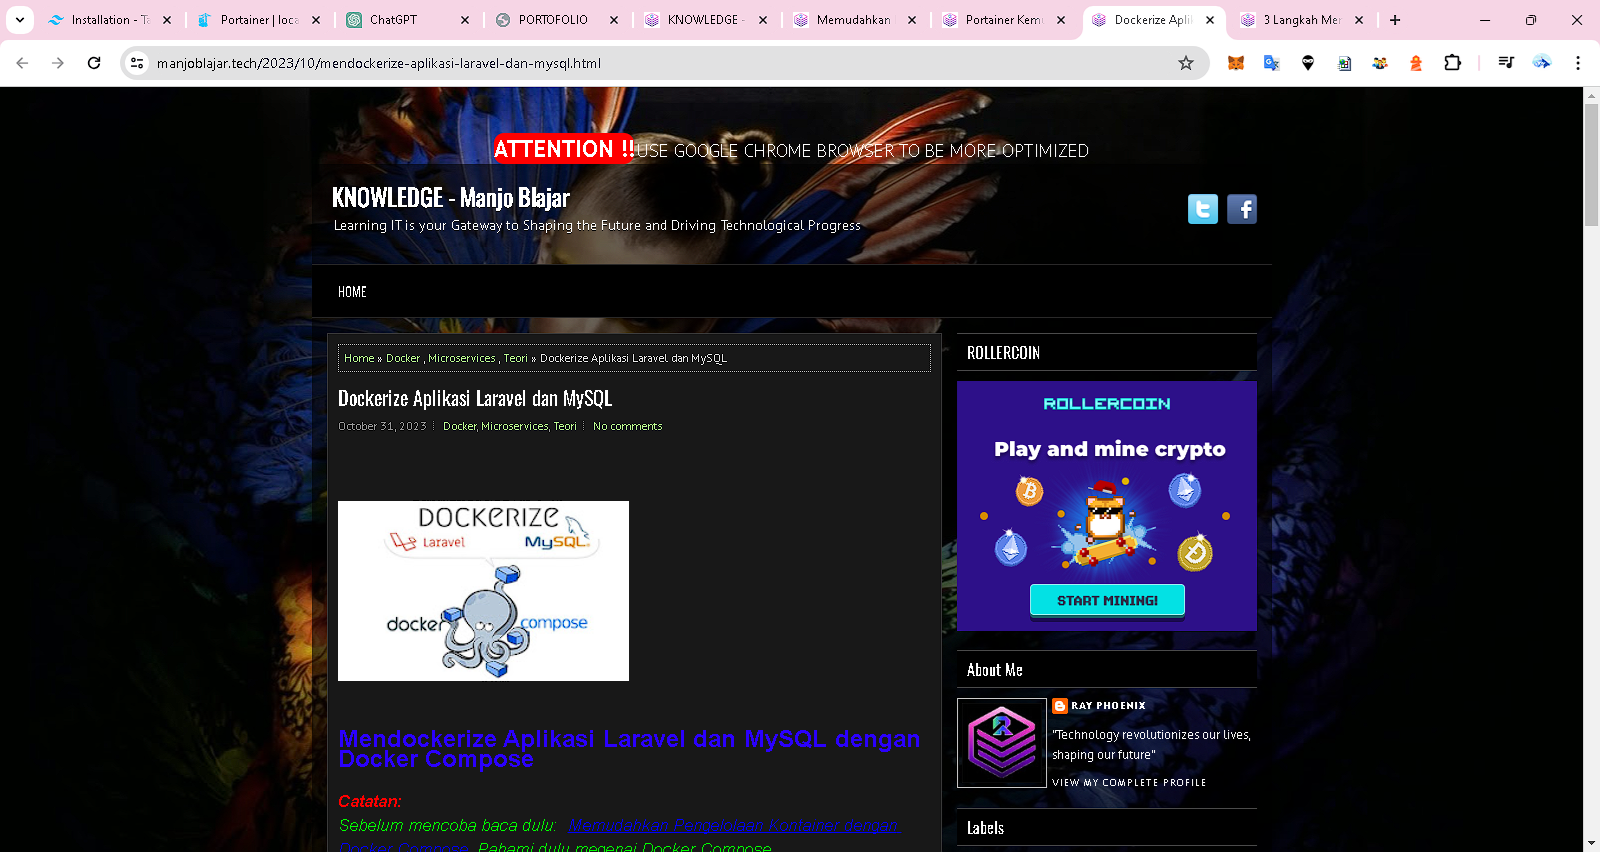 Installation - Ta
Portainer | loca
ChatGPT
PORTOFOLIO
KNOWLEDGE -
Memudahkan
Portainer Kemu
Dockerize Aplik
3 Langkah Mer
manjoblajar.tech/2023/10/mendockerize-aplikasi-laravel-dan-mysql.html
ATTENTION !!USE GOOGLE CHROME BROWSER TO BE MORE OPTIMIZED
KNOWLEDGE - Manjo Blajar
Learning IT is your Gateway to Shaping the Future and Driving Technological Progress
HOME
Home » Docker , Microservices , Teori » Dockerize Aplikasi Laravel dan MySQL
Dockerize Aplikasi Laravel dan MySQL
October 31, 2023
Docker, Microservices, Teori
No comments
DOCKERIZE
Laravel
MySQL
docker
compose
Mendockerize Aplikasi Laravel dan MySQL dengan
Docker Compose
Catatan:
Sebelum mencoba baca dulu: Memudahkan Pengelolaan Kontainer dengan
Docker Compose. Pahami dulu megenai Docker Compose
ROLLERCOIN
ROLLERCOIN
Play and mine crypto
START MINING!
About Me
RAY PHOENIX
"Technology revolutionizes our lives,
shaping our future"
VIEW MY COMPLETE PROFILE
Labels